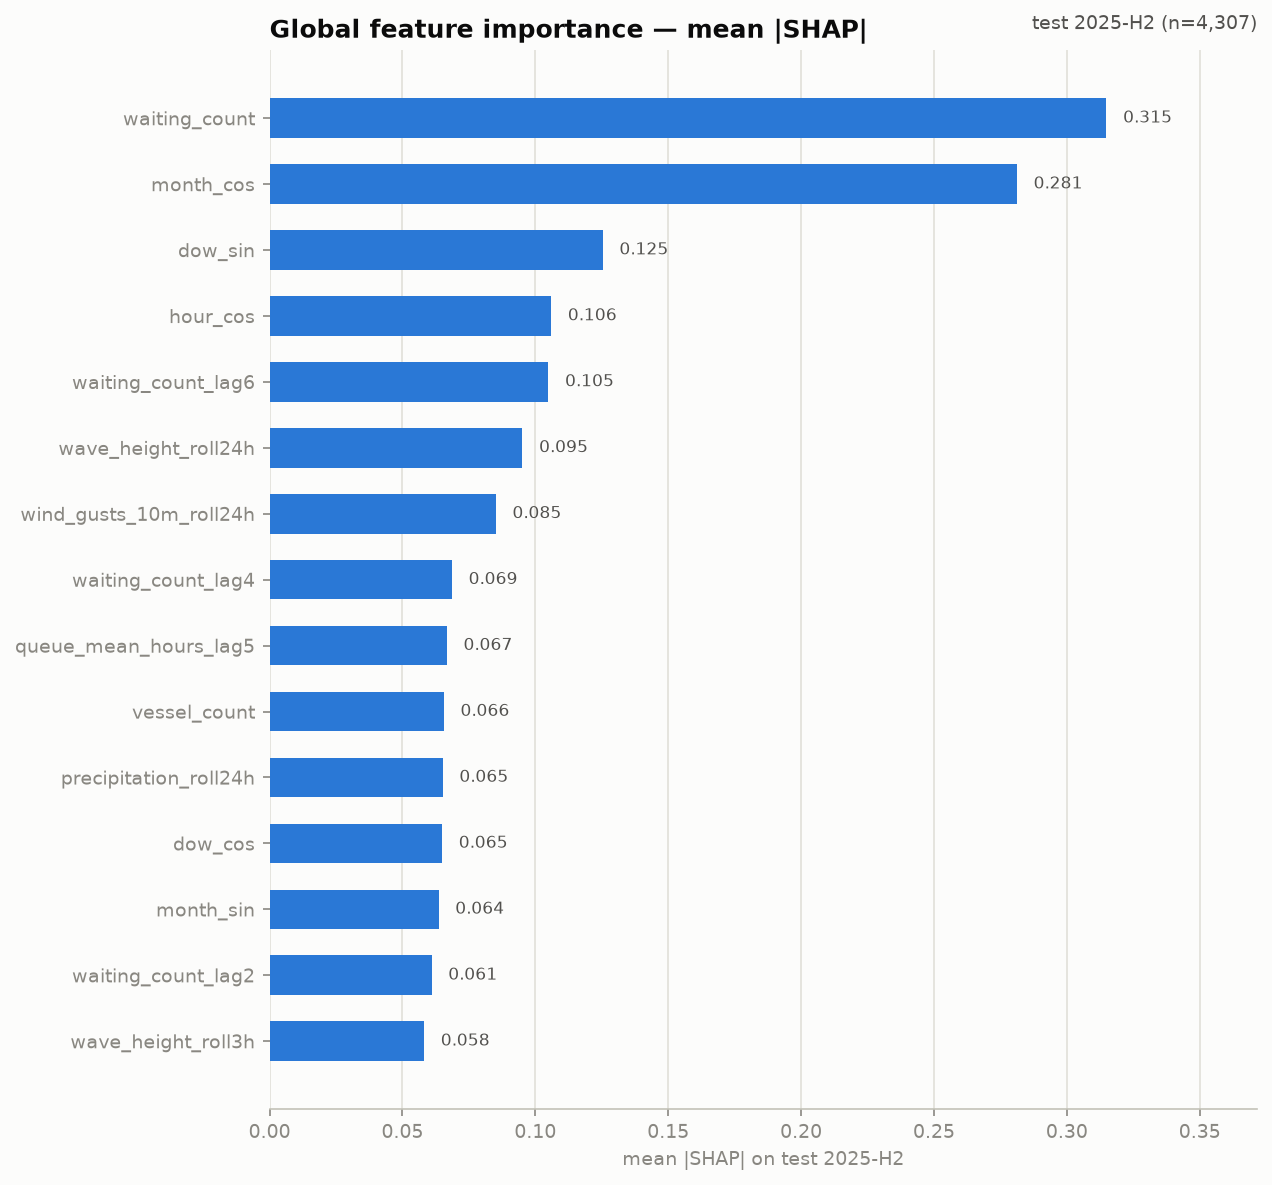 Global feature importance — mean |SHAP|
test 2025-H2 (n=4,307)
waiting_count 0.315
month_cos 0.281
dow_sin 0.125
hour_cos 0.106
waiting_count_lag6 0.105
wave_height_roll24h 0.095
wind_gusts_10m_roll24h 0.085
waiting_count_lag4 0.069
queue_mean_hours_lag5 0.067
vessel_count 0.066
precipitation_roll24h 0.065
dow_cos 0.065
month_sin 0.064
waiting_count_lag2 0.061
wave_height_roll3h 0.058
0.00 0.05 0.10 0.15 0.20 0.25 0.30 0.35
mean |SHAP| on test 2025-H2